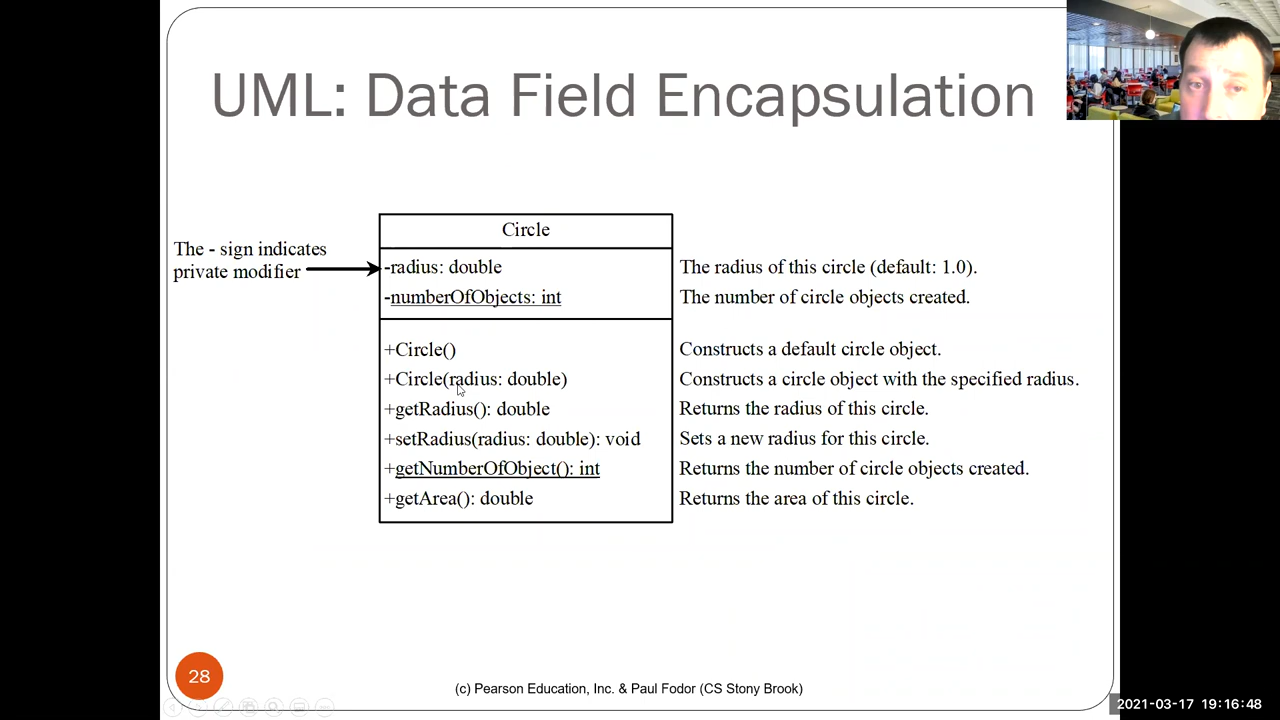 UML: Data Field Encapsulation
The - sign indicates
private modifier
Circle
-radius: double
The radius of this circle (default: 1.0).
-numberOfObjects: int
The number of circle objects created.
+Circle()
Constructs a default circle object.
+Circle(radius: double)
Constructs a circle object with the specified radius.
+getRadius(): double
Returns the radius of this circle.
+setRadius(radius: double): void
Sets a new radius for this circle.
+getNumberOfObject(): int
Returns the number of circle objects created.
+getArea(): double
Returns the area of this circle.
28
(c) Pearson Education, Inc. & Paul Fodor (CS Stony Brook)
2021-03-17 19:16:48